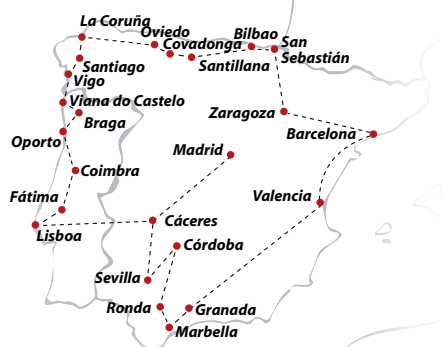 La Coruña
Oviedo
Bilbao
Covadonga
San
Sebastián
Santillana
Santiago
Vigo
Viana do Castelo
Braga
Zaragoza
Barcelona
Oporto
Madrid
Coimbra
Fátima
Valencia
Cáceres
Lisboa
Córdoba
Sevilla
Ronda
Granada
Marbella